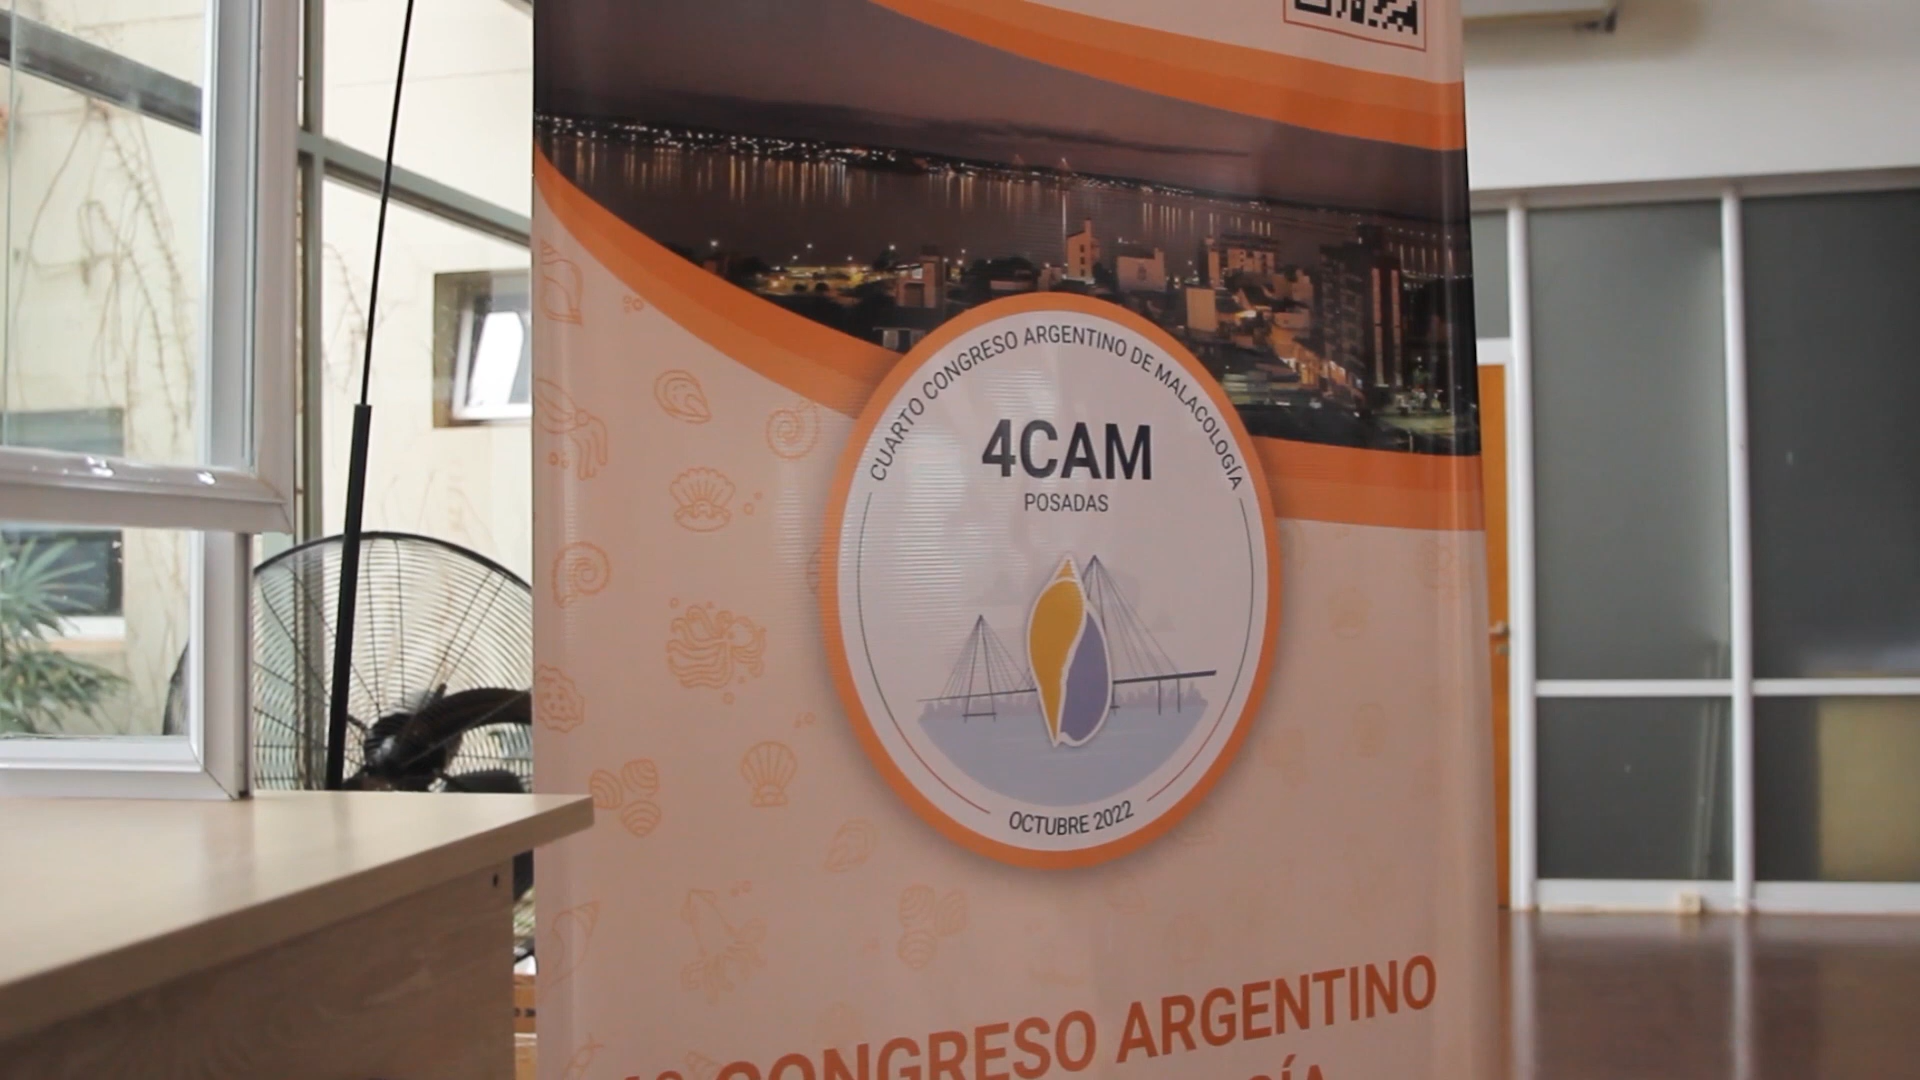 CUARTO CONGRESO ARGENTINO DE MALACOLOGÍA
4CAM
POSADAS
OCTUBRE 2022
CONGRESO ARGENTINO